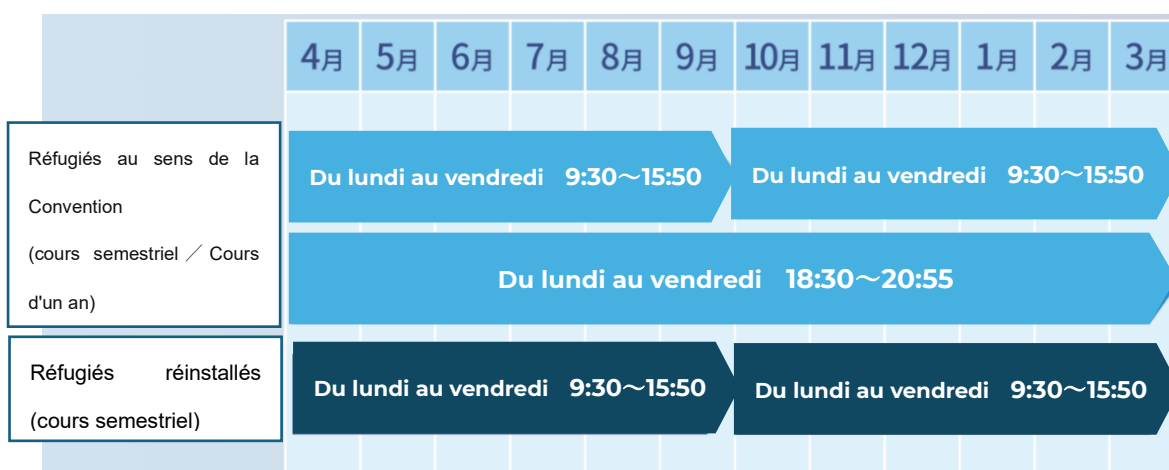 4月 5月 6月 7月 8月 9月 10月 11月 12月 1月 2月 3月
Réfugiés au sens de la
Convention
(cours semestriel ／ Cours
d'un an)
Du lundi au vendredi 9:30～15:50
Du lundi au vendredi 9:30～15:50
Du lundi au vendredi 18:30～20:55
Réfugiés réinstallés
(cours semestriel)
Du lundi au vendredi 9:30～15:50
Du lundi au vendredi 9:30～15:50